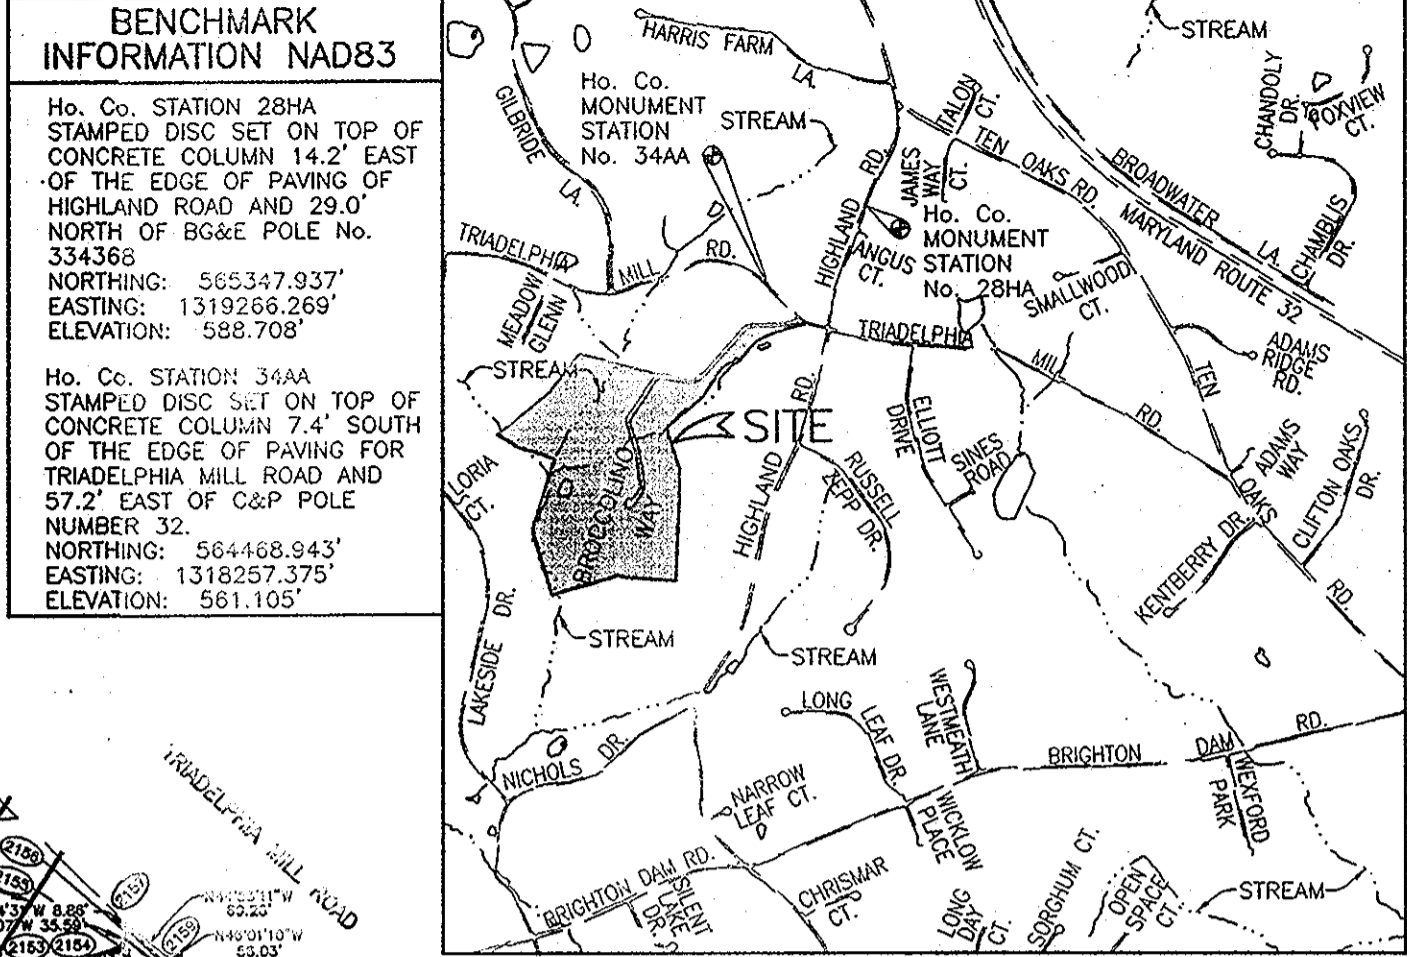 BENCHMARK
INFORMATION NAD83
Ho. Co. STATION 28HA
STAMPED DISC SET ON TOP OF
CONCRETE COLUMN 14.2' EAST
OF THE EDGE OF PAVING OF
HIGHLAND ROAD AND 29.0'
NORTH OF BG&E POLE No.
334368
NORTHING: 565347.937'
EASTING: 1319266.269'
ELEVATION: 588.708'
Ho. Co. STATION 34AA
STAMPED DISC SET ON TOP OF
CONCRETE COLUMN 7.4' SOUTH
OF THE EDGE OF PAVING FOR
TRIADELPHIA MILL ROAD AND
57.2' EAST OF C&P POLE
NUMBER 32.
NORTHING: 564468.943'
EASTING: 1318257.375'
ELEVATION: 561.105'
HARRIS FARM
LA.
GILBRIDE
LA.
Ho. Co.
MONUMENT
STATION
No. 34AA
STREAM
STREAM
ITALON
CT.
TEN OAKS RD.
JAMES
WAY
CT.
HIGHLAND RD.
ANGUS
CT.
Ho. Co.
MONUMENT
STATION
No. 28HA
BROADWATER
LA.
MARYLAND ROUTE 32
CHANDOLY
DR.
FOXVIEW
CT.
CHAMBLIS
DR.
SMALLWOOD
CT.
ADAMS
RIDGE
RD.
TRIADELPHIA
MILL
RD.
MEADOW
GLENN
STREAM
TRIADELPHIA
MILL
RD.
SITE
BROCCOLINO
WAY
LORIA
CT.
HIGHLAND
RD.
RUSSELL
ZEPP DR.
ELLIOTT
DRIVE
SINES
ROAD
TEN
OAKS
RD.
ADAMS
WAY
CLIFTON OAKS
DR.
KENTBERRY DR.
LAKESIDE DR.
STREAM
STREAM
NICHOLS DR.
LONG
LEAF DR.
WESTMEATH
LANE
BRIGHTON
DAM
RD.
WEXFORD
PARK
NARROW
LEAF CT.
WICKLOW
PLACE
BRIGHTON DAM RD.
SILENT
LAKE
DR.
CHRISMAR
CT.
LONG
DAY
CT.
SORGHUM CT.
OPEN
SPACE
CT.
STREAM
TRIADELPHIA MILL ROAD
2156
2157
2159
2153
2154
W 8.86'
W 35.59'
N46°01'10"W